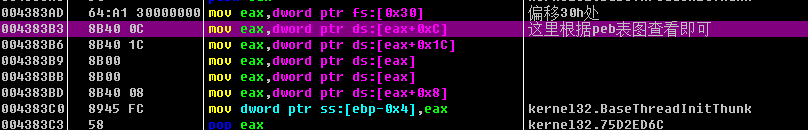 004383AD 64:A1 30000000 mov eax,dword ptr fs:[0x30] 偏移30h处
004383B3 8B40 0C mov eax,dword ptr ds:[eax+0xC] 这里根据peb表图查看即可
004383B6 8B40 1C mov eax,dword ptr ds:[eax+0x1C]
004383B9 8B00 mov eax,dword ptr ds:[eax]
004383BB 8B00 mov eax,dword ptr ds:[eax]
004383BD 8B40 08 mov eax,dword ptr ds:[eax+0x8]
004383C0 8945 FC mov dword ptr ss:[ebp-0x4],eax kernel32.BaseThreadInitThunk
004383C3 58 pop eax kernel32.75D2ED6C